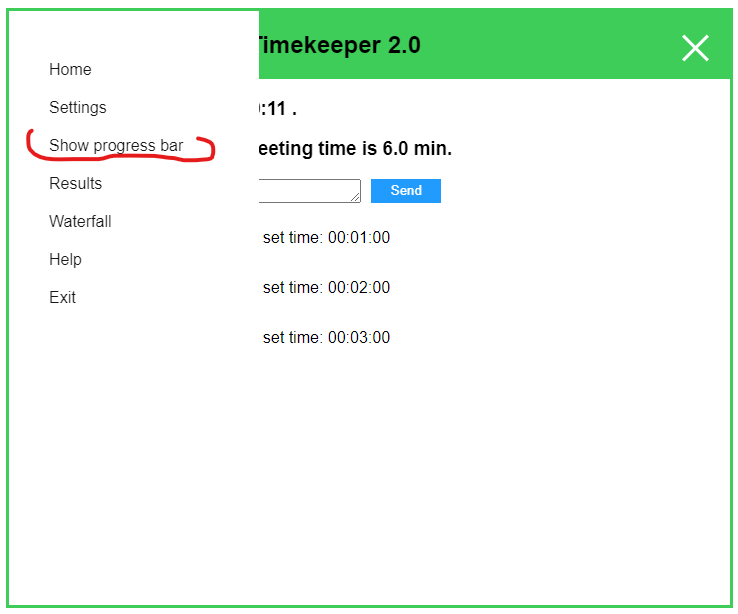 Timekeeper 2.0
Home
Settings
Show progress bar
Results
Waterfall
Help
Exit
:11 .
eeting time is 6.0 min.
Send
set time: 00:01:00
set time: 00:02:00
set time: 00:03:00